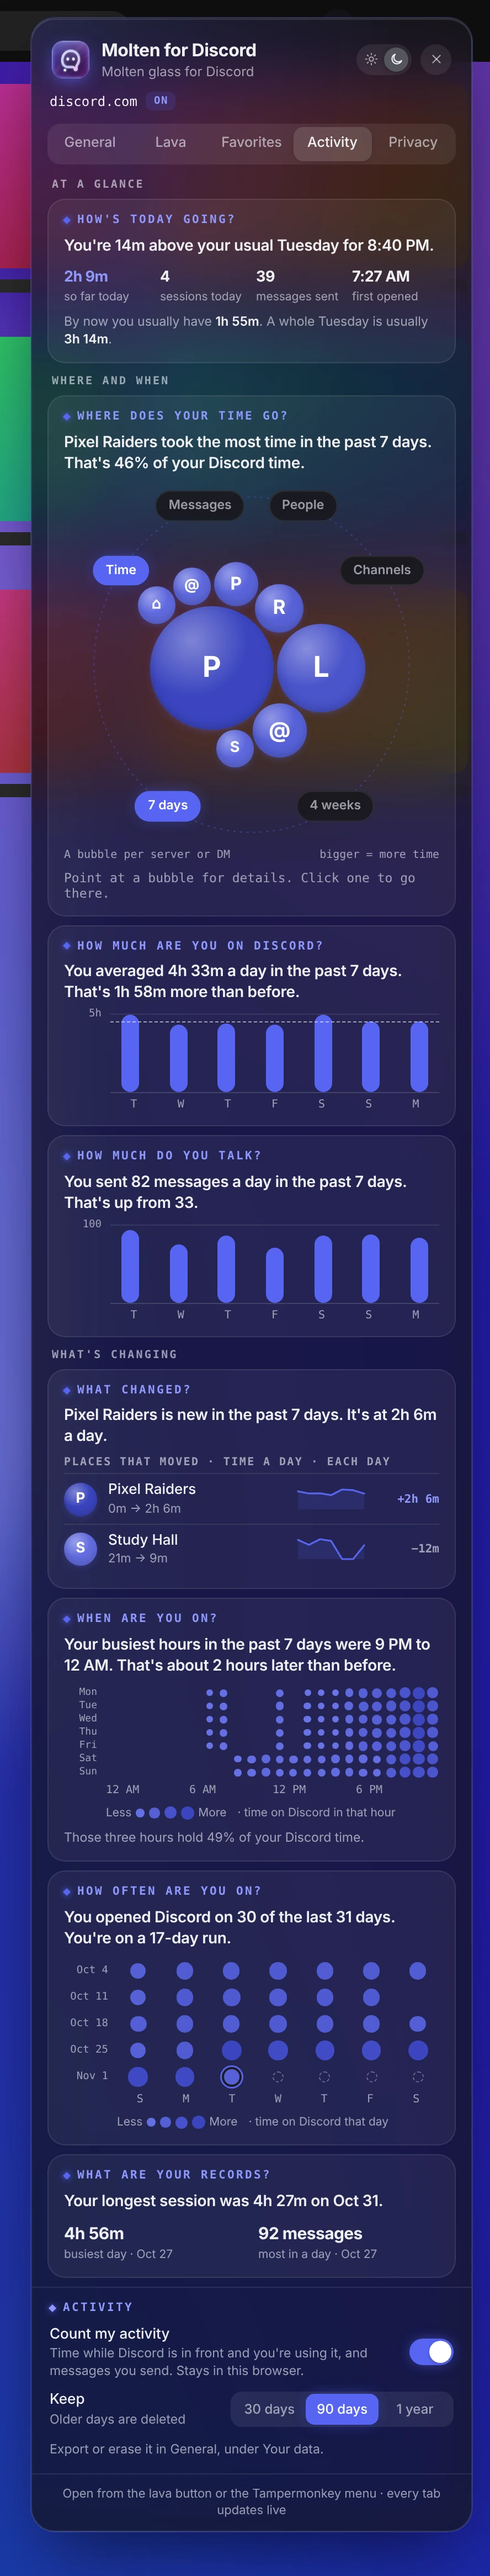 Molten for Discord
Molten glass for Discord
discord.com ON
General Lava Favorites Activity Privacy
AT A GLANCE
HOW'S TODAY GOING?
You're 14m above your usual Tuesday for 8:40 PM.
2h 9m 4 39 7:27 AM
so far today sessions today messages sent first opened
By now you usually have 1h 55m. A whole Tuesday is usually
3h 14m.
WHERE AND WHEN
WHERE DOES YOUR TIME GO?
Pixel Raiders took the most time in the past 7 days.
That's 46% of your Discord time.
Messages People
Time Channels
@ P R
P L
@
S
7 days 4 weeks
A bubble per server or DM bigger = more time
Point at a bubble for details. Click one to go
there.
HOW MUCH ARE YOU ON DISCORD?
You averaged 4h 33m a day in the past 7 days.
That's 1h 58m more than before.
5h
T W T F S S M
HOW MUCH DO YOU TALK?
You sent 82 messages a day in the past 7 days.
That's up from 33.
100
T W T F S S M
WHAT'S CHANGING
WHAT CHANGED?
Pixel Raiders is new in the past 7 days. It's at 2h 6m
a day.
PLACES THAT MOVED · TIME A DAY · EACH DAY
P Pixel Raiders +2h 6m
0m → 2h 6m
S Study Hall −12m
21m → 9m
WHEN ARE YOU ON?
Your busiest hours in the past 7 days were 9 PM to
12 AM. That's about 2 hours later than before.
Mon
Tue
Wed
Thu
Fri
Sat
Sun
12 AM 6 AM 12 PM 6 PM
Less More · time on Discord in that hour
Those three hours hold 49% of your Discord time.
HOW OFTEN ARE YOU ON?
You opened Discord on 30 of the last 31 days.
You're on a 17-day run.
Oct 4
Oct 11
Oct 18
Oct 25
Nov 1
S M T W T F S
Less More · time on Discord that day
WHAT ARE YOUR RECORDS?
Your longest session was 4h 27m on Oct 31.
4h 56m 92 messages
busiest day · Oct 27 most in a day · Oct 27
ACTIVITY
Count my activity
Time while Discord is in front and you're using it, and
messages you send. Stays in this browser.
Keep 30 days 90 days 1 year
Older days are deleted
Export or erase it in General, under Your data.
Open from the lava button or the Tampermonkey menu · every tab
updates live